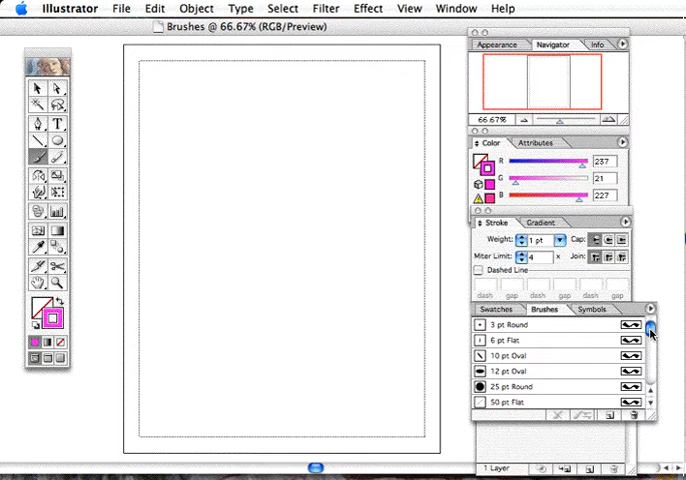 Illustrator File Edit Object Type Select Filter Effect View Window Help
Brushes @ 66.67% (RGB/Preview)
Appearance Navigator Info
66.67%
Color Attributes
R 237
G 21
B 227
Stroke Gradient
Weight: 1 pt Cap:
Miter Limit: 4 x Join:
Dashed Line
dash gap dash gap dash gap
Swatches Brushes Symbols
3 pt Round
6 pt Flat
10 pt Oval
12 pt Oval
25 pt Round
50 pt Flat
1 Layer